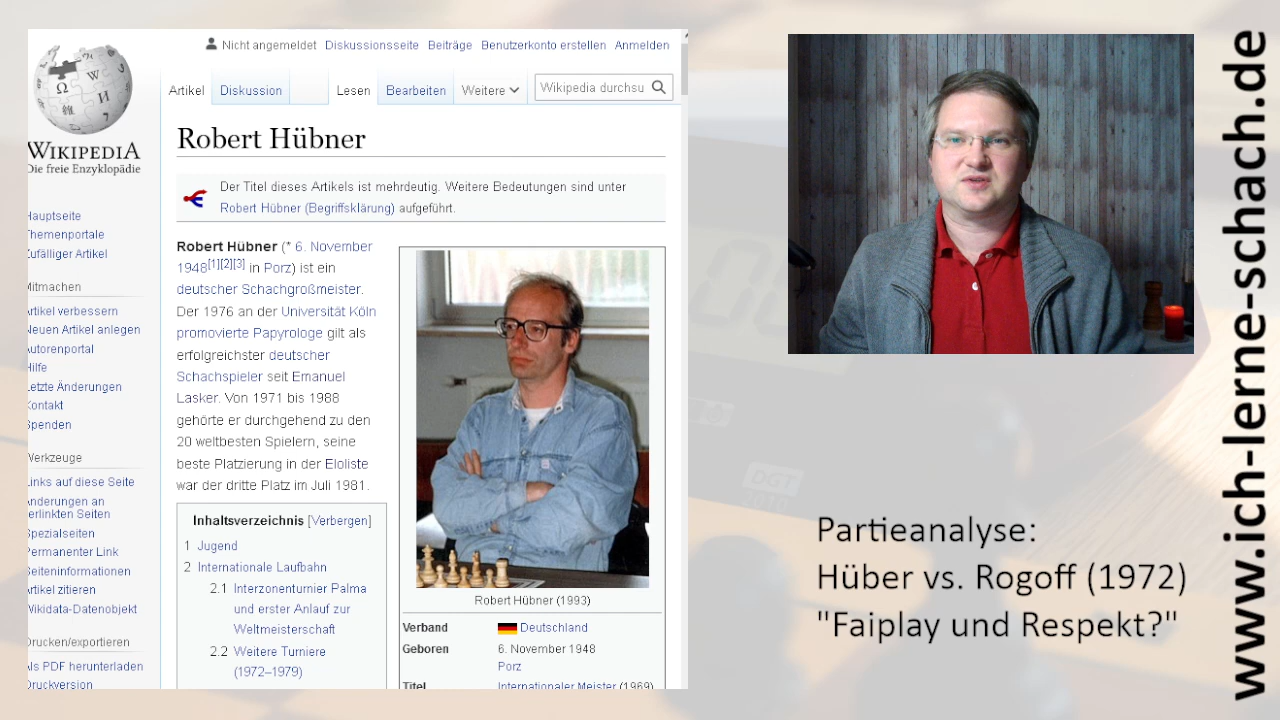 Nicht angemeldet Diskussionsseite Beiträge Benutzerkonto erstellen Anmelden
Artikel Diskussion Lesen Bearbeiten Weitere Wikipedia durchsu
WIKIPEDIA
Die freie Enzyklopädie
Robert Hübner
Der Titel dieses Artikels ist mehrdeutig. Weitere Bedeutungen sind unter
Robert Hübner (Begriffsklärung) aufgeführt.
Hauptseite
Themenportale
Zufälliger Artikel
Mitmachen
Artikel verbessern
Neuen Artikel anlegen
Autorenportal
Hilfe
Letzte Änderungen
Kontakt
Spenden
Werkzeuge
Links auf diese Seite
Änderungen an
verlinkten Seiten
Spezialseiten
Permanenter Link
Seiteninformationen
Artikel zitieren
Wikidata-Datenobjekt
Drucken/exportieren
Als PDF herunterladen
Druckversion
Robert Hübner (* 6. November
1948[1][2][3] in Porz) ist ein
deutscher Schachgroßmeister.
Der 1976 an der Universität Köln
promovierte Papyrologe gilt als
erfolgreichster deutscher
Schachspieler seit Emanuel
Lasker. Von 1971 bis 1988
gehörte er durchgehend zu den
20 weltbesten Spielern, seine
beste Platzierung in der Eloliste
war der dritte Platz im Juli 1981.
Inhaltsverzeichnis [Verbergen]
1 Jugend
2 Internationale Laufbahn
2.1 Interzonenturnier Palma
und erster Anlauf zur
Weltmeisterschaft
2.2 Weitere Turniere
(1972–1979)
Robert Hübner (1993)
Verband Deutschland
Geboren 6. November 1948
Porz
Titel Internationaler Meister (1969)
DGT
Partieanalyse:
Hüber vs. Rogoff (1972)
"Faiplay und Respekt?"
www.ich-lerne-schach.de